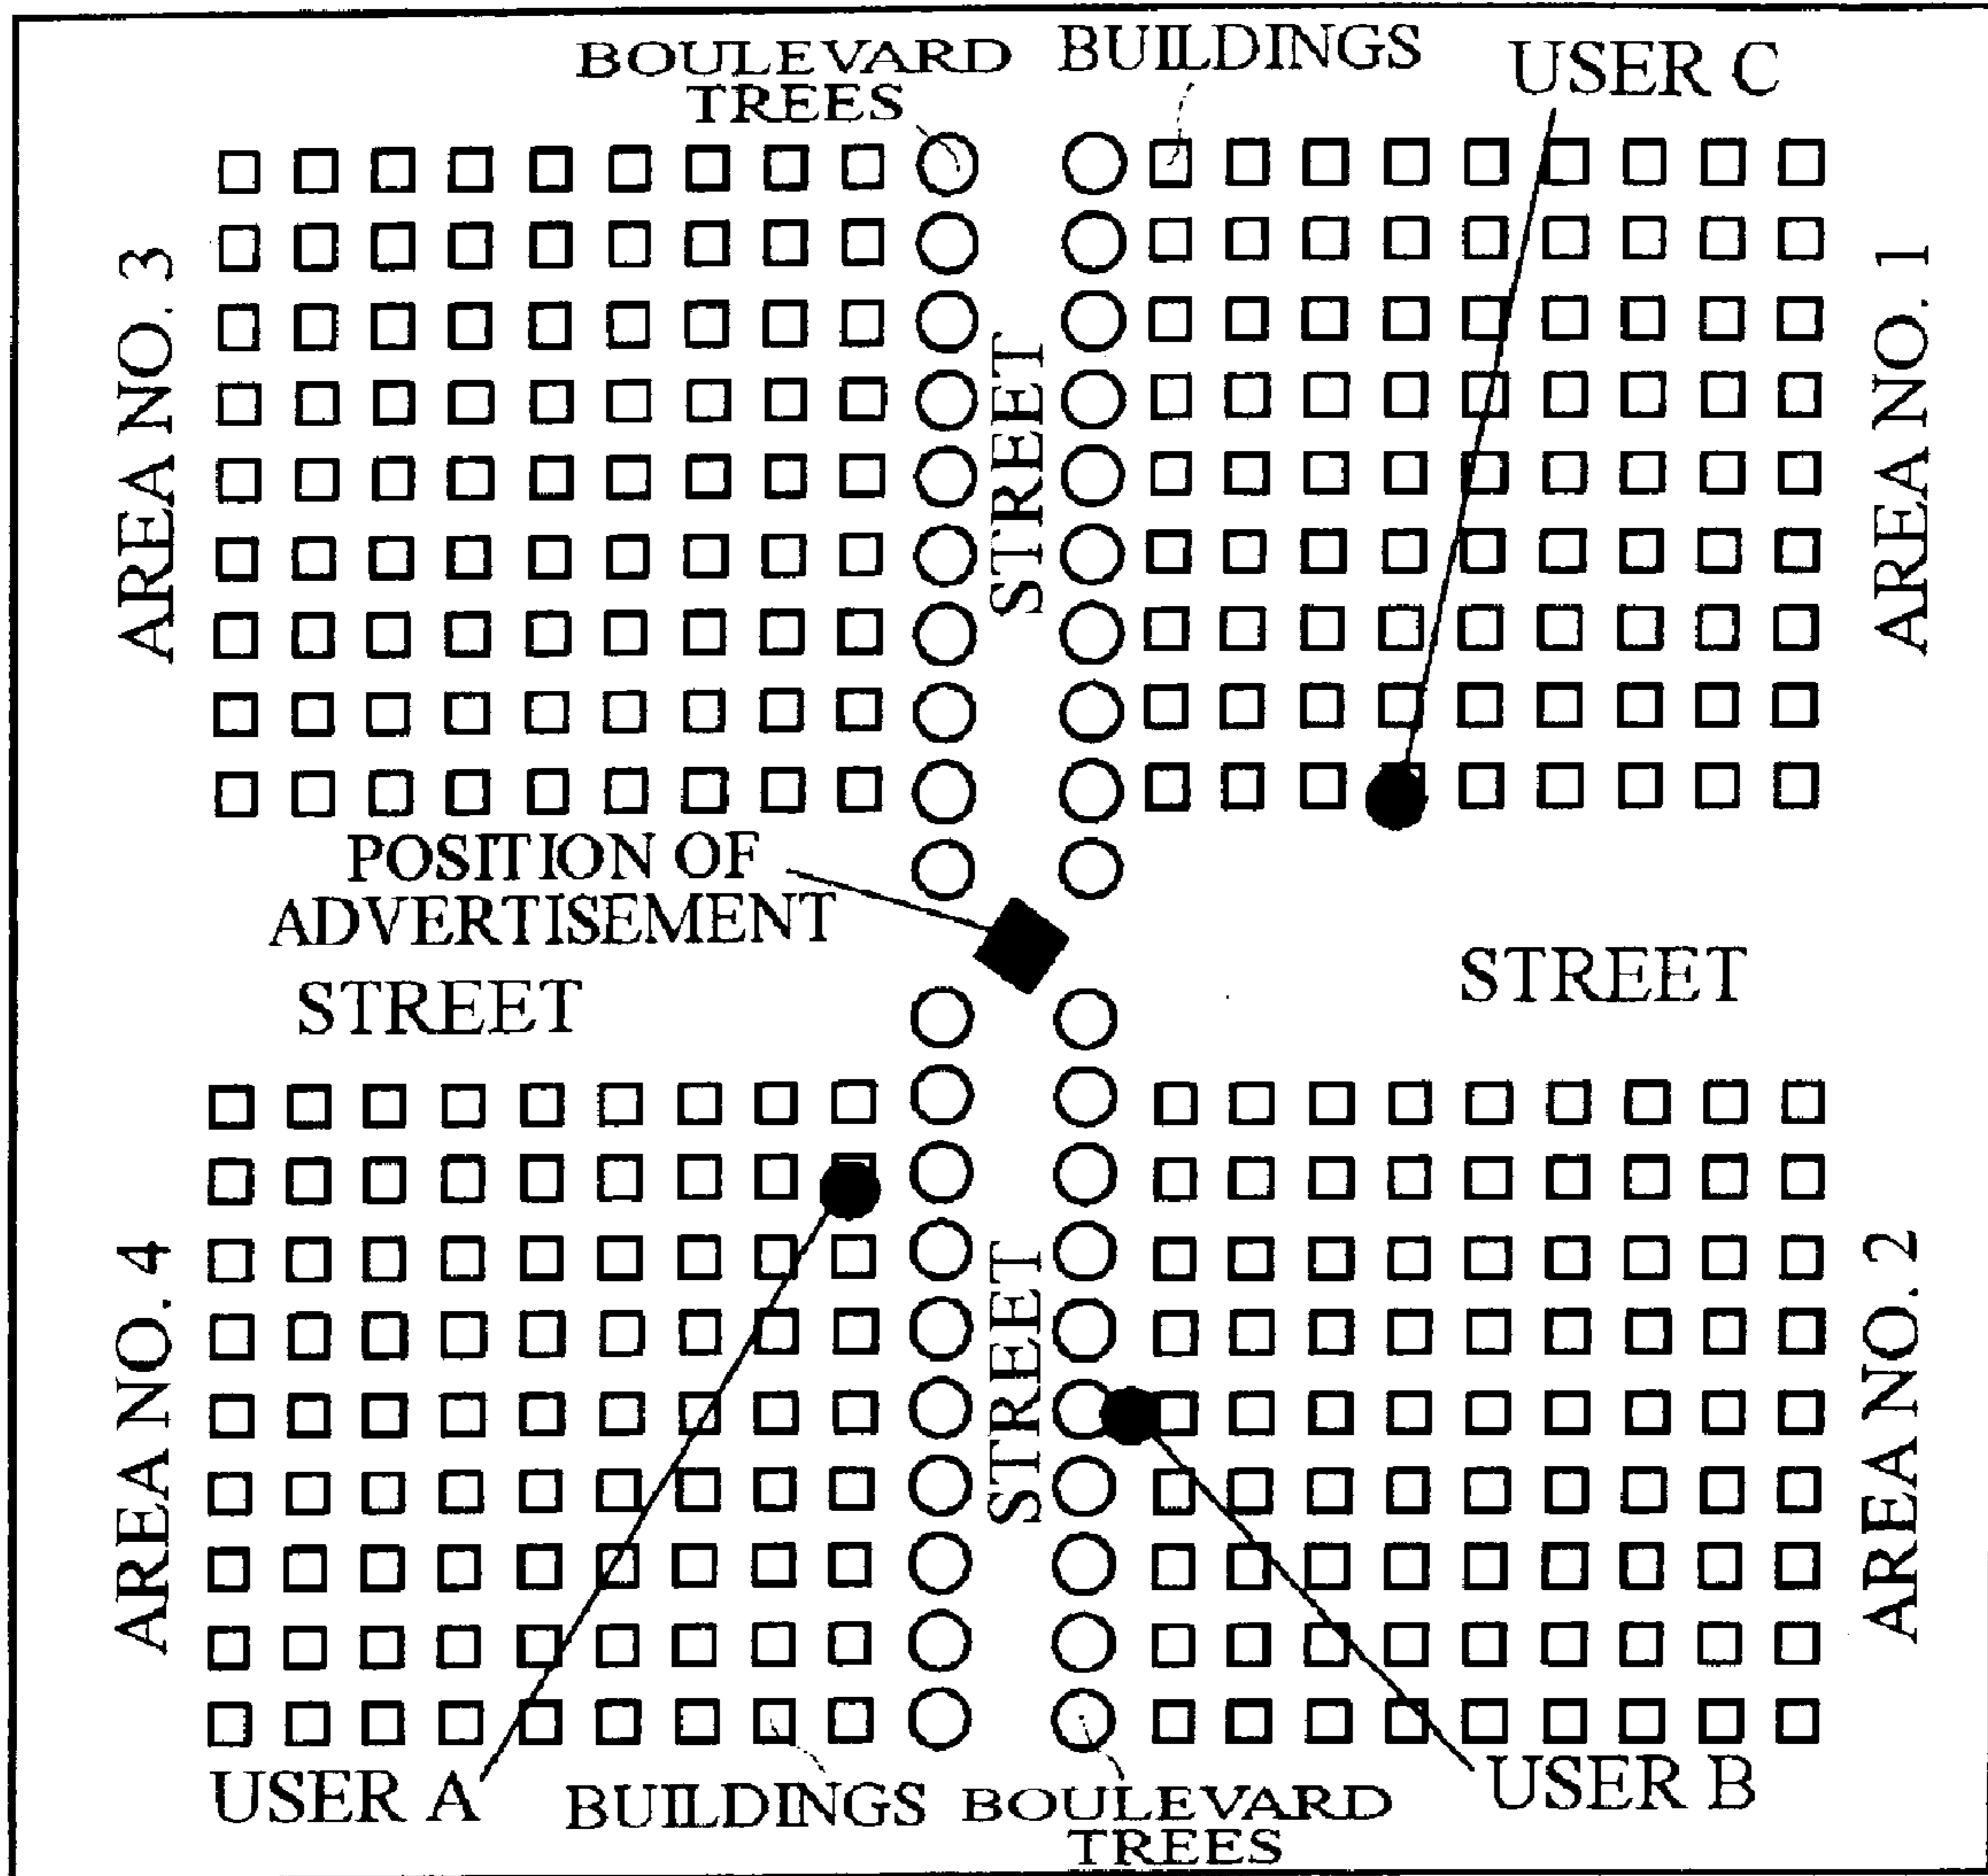 BOULEVARD
TREES
BUILDINGS
USER C
AREA NO. 3
STREET
AREA NO. 1
POSITION OF
ADVERTISEMENT
STREET
STREET
AREA NO. 4
STREET
AREA NO. 2
USER A
BUILDINGS
BOULEVARD
TREES
USER B